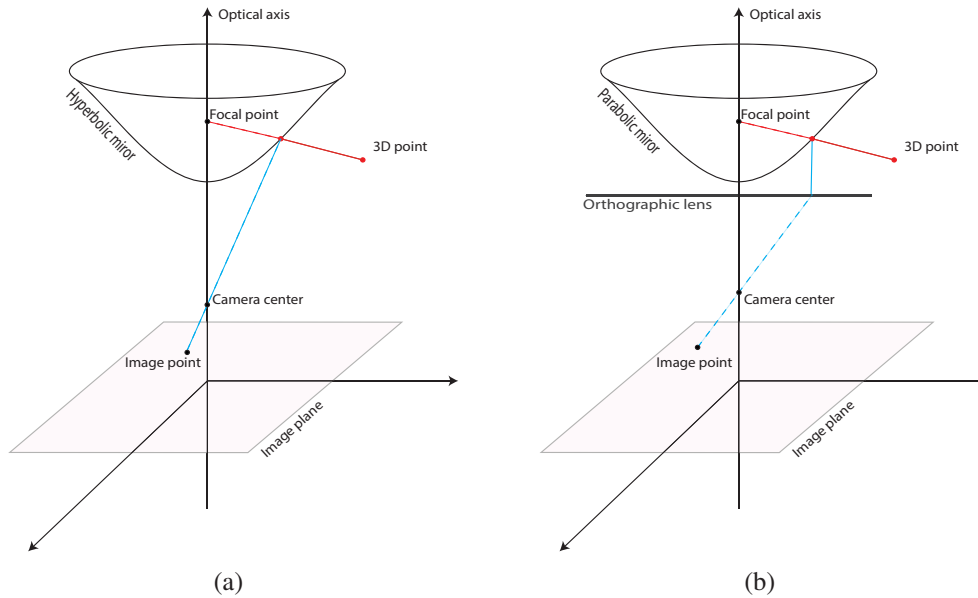 Optical axis
Hyperbolic miror
Focal point
3D point
Camera center
Image point
Image plane
(a)
Optical axis
Parabolic miror
Focal point
3D point
Orthographic lens
Camera center
Image point
Image plane
(b)